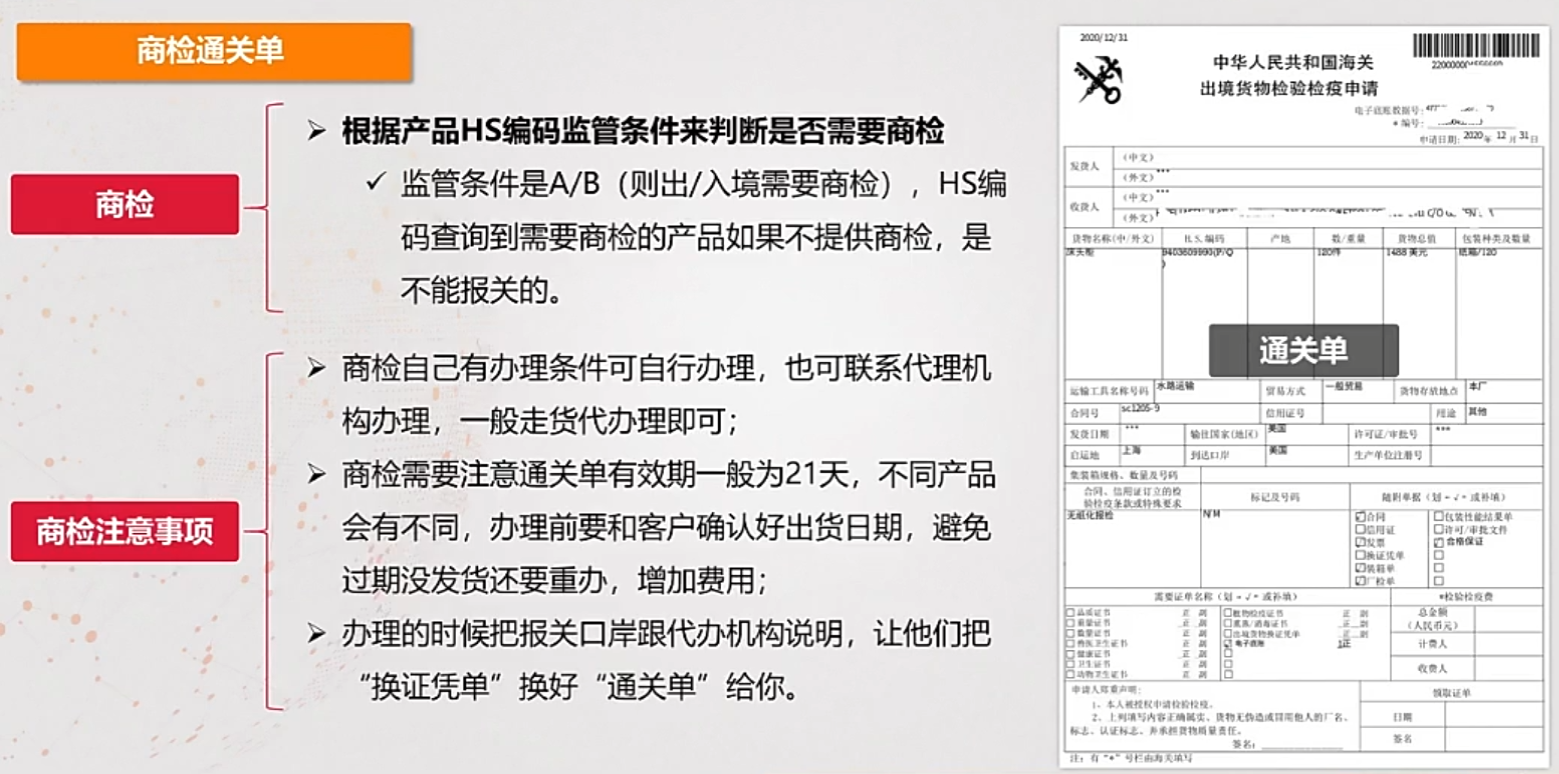 商检通关单
商检
根据产品HS编码监管条件来判断是否需要商检
监管条件是A/B（则出/入境需要商检），HS编
码查询到需要商检的产品如果不提供商检，是
不能报关的。
商检注意事项
商检自己有办理条件可自行办理，也可联系代理机
构办理，一般走货代办理即可；
商检需要注意通关单有效期一般为21天，不同产品
会有不同，办理前要和客户确认好出货日期，避免
过期没发货还要重办，增加费用；
办理的时候把报关口岸跟代办机构说明，让他们把
“换证凭单”换好“通关单”给你。
2020/12/31
中华人民共和国海关
出境货物检验检疫申请
电子底账数据号：
*编号：
申请日期：2020年 12月 31日
发货人 （中文）
（外文） ***
收货人 （中文） ***
（外文）
货物名称(中/外文) H.S.编码 产地 数/重量 货物总值 包装种类及数量
床头柜 9403609990(P/Q) 120件 1488美元 纸箱/120
通关单
运输工具名称号码 水路运输 贸易方式 一般贸易 货物存放地点 本厂
合同号 sc1205-9 信用证号 用途 其他
发货日期 *** 输往国家(地区) 美国 许可证/审批号 ***
启运地 上海 到达口岸 美国 生产单位注册号
集装箱规格、数量及号码
合同、信用证订立的检
验检疫条款或特殊要求 标记及号码 随附单据（划“√”或补填）
无纸化报检 N/M
合同 包装性能结果单
信用证 许可/审批文件
发票 合格保证
换证凭单
装箱单
厂检单
需要证单名称（划“√”或补填） *检验检疫费
品质证书 正 副 植物检疫证书 正 副 总金额
重量证书 正 副 熏蒸/消毒证书 正 副 （人民币元）
数量证书 正 副 出境货物换证凭单 正 副
兽医卫生证书 正 副 电子底账 1正 计费人
健康证书 正 副
卫生证书 正 副 收费人
动物卫生证书 正 副
申请人郑重声明： 领取证单
1、本人被授权申请检验检疫。
2、上列填写内容正确属实，货物无伪造或冒用他人的厂名、 日期
标志、认证标志，并承担货物质量责任。
签名： 签名
注：有“*”号栏由海关填写